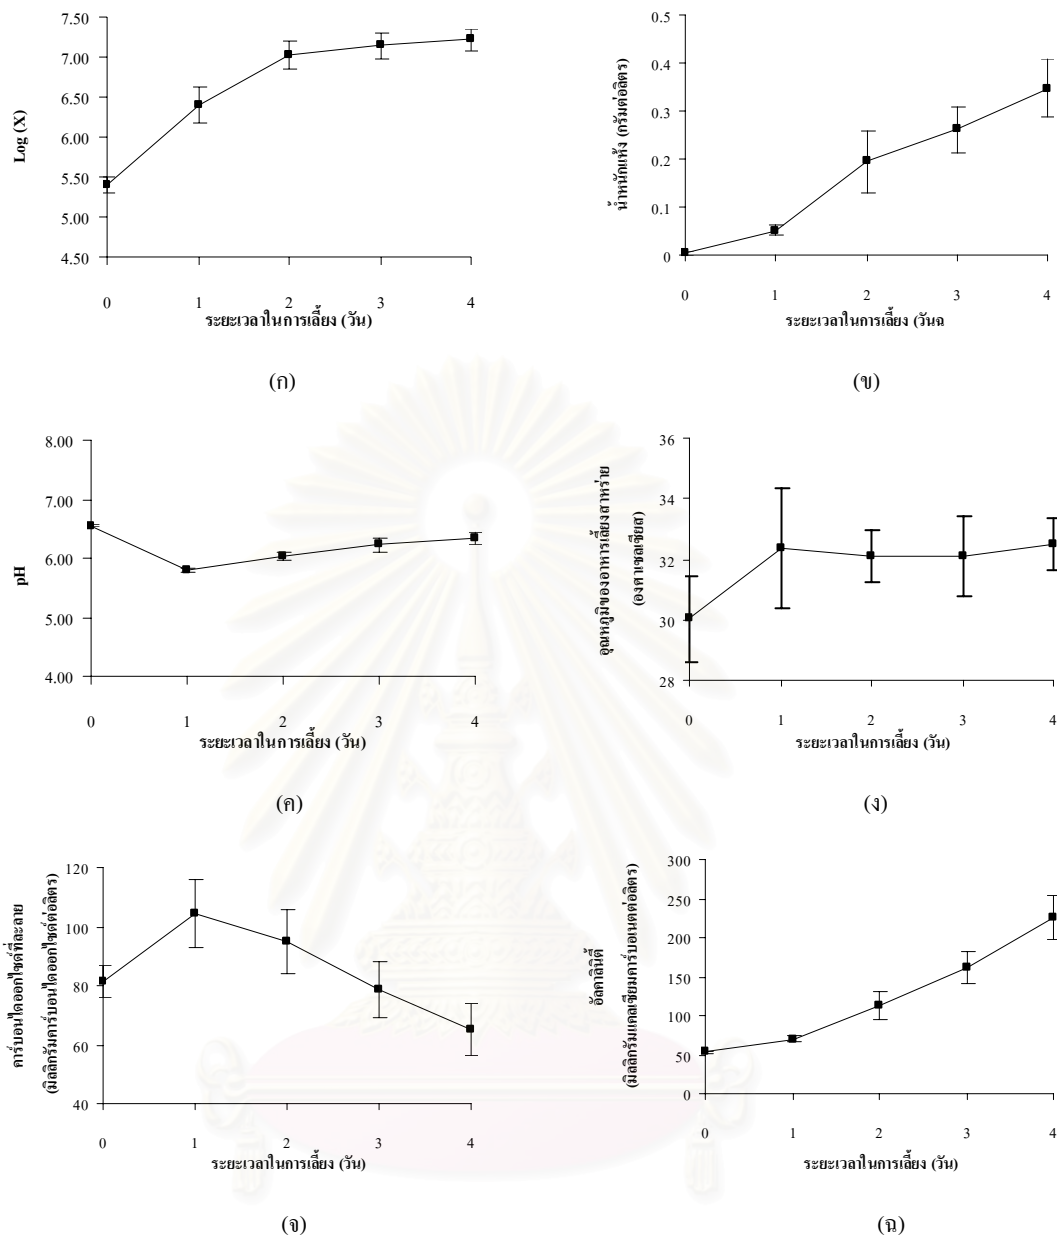 Log (X)
7.50
7.00
6.50
6.00
5.50
5.00
4.50
0 1 2 3 4
ระยะเวลาในการเลี้ยง (วัน)
(ก)
น้ำหนักแห้ง (กรัมต่อลิตร)
0.5
0.4
0.3
0.2
0.1
0
0 1 2 3 4
ระยะเวลาในการเลี้ยง (วันฉ
(ข)
pH
8.00
7.00
6.00
5.00
4.00
0 1 2 3 4
ระยะเวลาในการเลี้ยง (วัน)
(ค)
อุณหภูมิของอาหารเลี้ยงสาหร่าย
(องศาเซลเซียส)
36
34
32
30
28
0 1 2 3 4
ระยะเวลาในการเลี้ยง (วัน)
(ง)
คาร์บอนไดออกไซด์ที่ละลาย
(มิลลิกรัมคาร์บอนไดออกไซด์ต่อลิตร)
120
100
80
60
40
0 1 2 3 4
ระยะเวลาในการเลี้ยง (วัน)
(จ)
อัลคาลินิตี้
(มิลลิกรัมแคลเซียมคาร์บอเนตต่อลิตร)
300
250
200
150
100
50
0
0 1 2 3 4
ระยะเวลาในการเลี้ยง (วัน)
(ฉ)